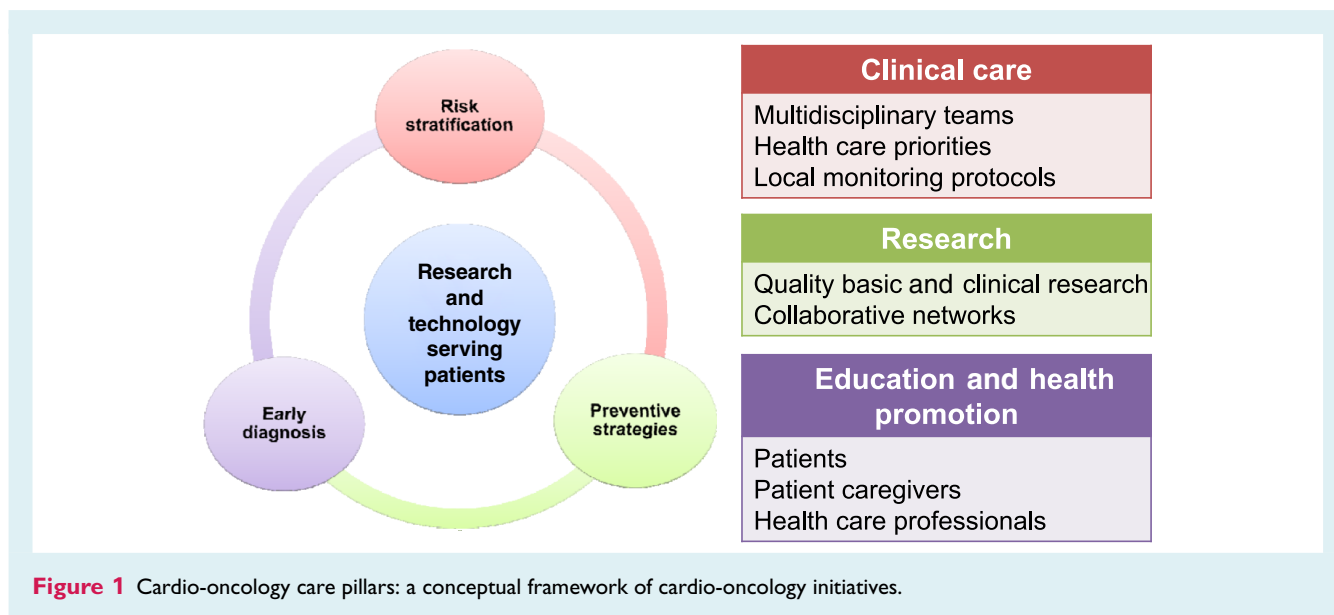 Risk
stratification
Research
and
technology
serving
patients
Early
diagnosis
Preventive
strategies
Clinical care
Multidisciplinary teams
Health care priorities
Local monitoring protocols
Research
Quality basic and clinical research
Collaborative networks
Education and health
promotion
Patients
Patient caregivers
Health care professionals
Figure 1 Cardio-oncology care pillars: a conceptual framework of cardio-oncology initiatives.